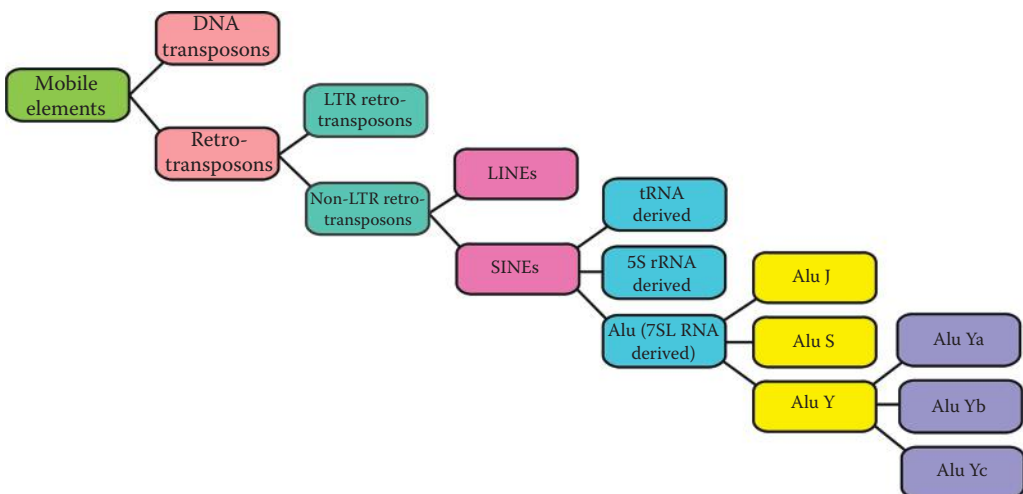 DNA
transposons
Mobile
elements
LTR retro-
transposons
Retro-
transposons
LINEs
Non-LTR retro-
transposons
tRNA
derived
SINEs
5S rRNA
derived
Alu J
Alu (7SL RNA
derived)
Alu S
Alu Ya
Alu Y
Alu Yb
Alu Yc